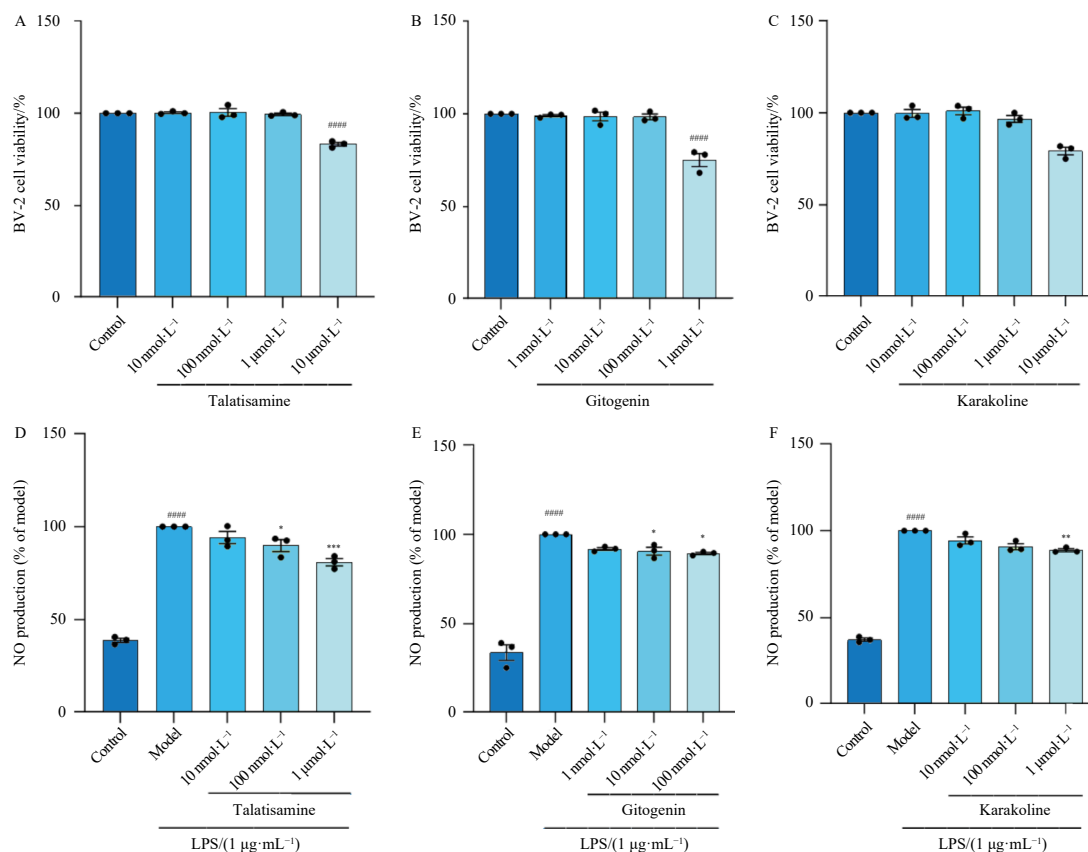 A
150
100
50
0
BV-2 cell viability/%
####
Control
10 nmol·L⁻¹
100 nmol·L⁻¹
1 μmol·L⁻¹
10 μmol·L⁻¹
Talatisamine
B
150
100
50
0
BV-2 cell viability/%
####
Control
1 nmol·L⁻¹
10 nmol·L⁻¹
100 nmol·L⁻¹
1 μmol·L⁻¹
Gitogenin
C
150
100
50
0
BV-2 cell viability/%
Control
10 nmol·L⁻¹
100 nmol·L⁻¹
1 μmol·L⁻¹
10 μmol·L⁻¹
Karakoline
D
150
100
50
0
NO production (% of model)
####
*
***
Control
Model
10 nmol·L⁻¹
100 nmol·L⁻¹
1 μmol·L⁻¹
Talatisamine
LPS/(1 μg·mL⁻¹)
E
150
100
50
0
NO production (% of model)
####
*
*
Control
Model
1 nmol·L⁻¹
10 nmol·L⁻¹
100 nmol·L⁻¹
Gitogenin
LPS/(1 μg·mL⁻¹)
F
150
100
50
0
NO production (% of model)
####
**
Control
Model
10 nmol·L⁻¹
100 nmol·L⁻¹
1 μmol·L⁻¹
Karakoline
LPS/(1 μg·mL⁻¹)